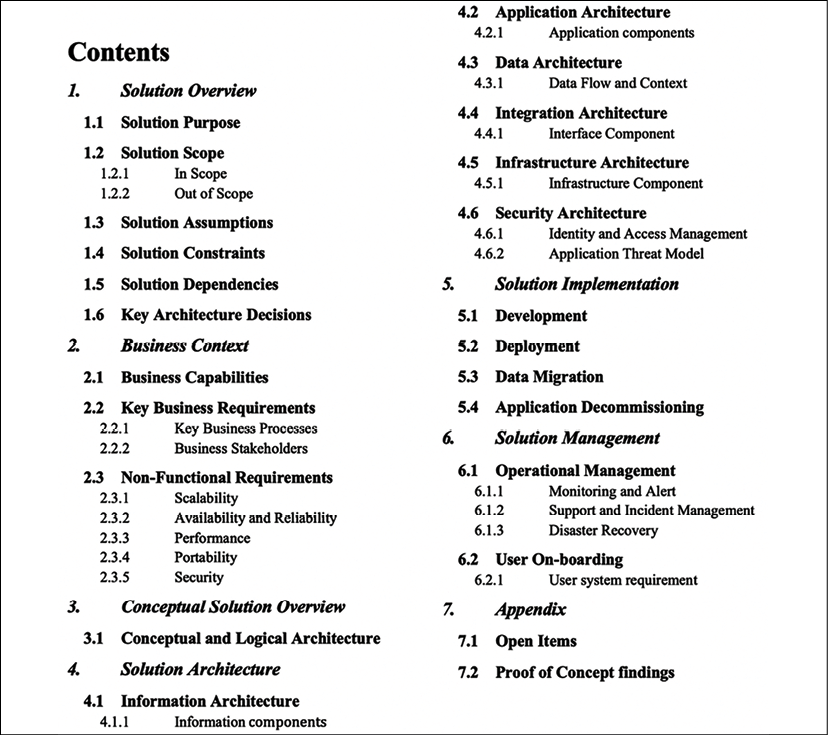 Contents
1. Solution Overview
1.1 Solution Purpose
1.2 Solution Scope
1.2.1 In Scope
1.2.2 Out of Scope
1.3 Solution Assumptions
1.4 Solution Constraints
1.5 Solution Dependencies
1.6 Key Architecture Decisions
2. Business Context
2.1 Business Capabilities
2.2 Key Business Requirements
2.2.1 Key Business Processes
2.2.2 Business Stakeholders
2.3 Non-Functional Requirements
2.3.1 Scalability
2.3.2 Availability and Reliability
2.3.3 Performance
2.3.4 Portability
2.3.5 Security
3. Conceptual Solution Overview
3.1 Conceptual and Logical Architecture
4. Solution Architecture
4.1 Information Architecture
4.1.1 Information components
4.2 Application Architecture
4.2.1 Application components
4.3 Data Architecture
4.3.1 Data Flow and Context
4.4 Integration Architecture
4.4.1 Interface Component
4.5 Infrastructure Architecture
4.5.1 Infrastructure Component
4.6 Security Architecture
4.6.1 Identity and Access Management
4.6.2 Application Threat Model
5. Solution Implementation
5.1 Development
5.2 Deployment
5.3 Data Migration
5.4 Application Decommissioning
6. Solution Management
6.1 Operational Management
6.1.1 Monitoring and Alert
6.1.2 Support and Incident Management
6.1.3 Disaster Recovery
6.2 User On-boarding
6.2.1 User system requirement
7. Appendix
7.1 Open Items
7.2 Proof of Concept findings